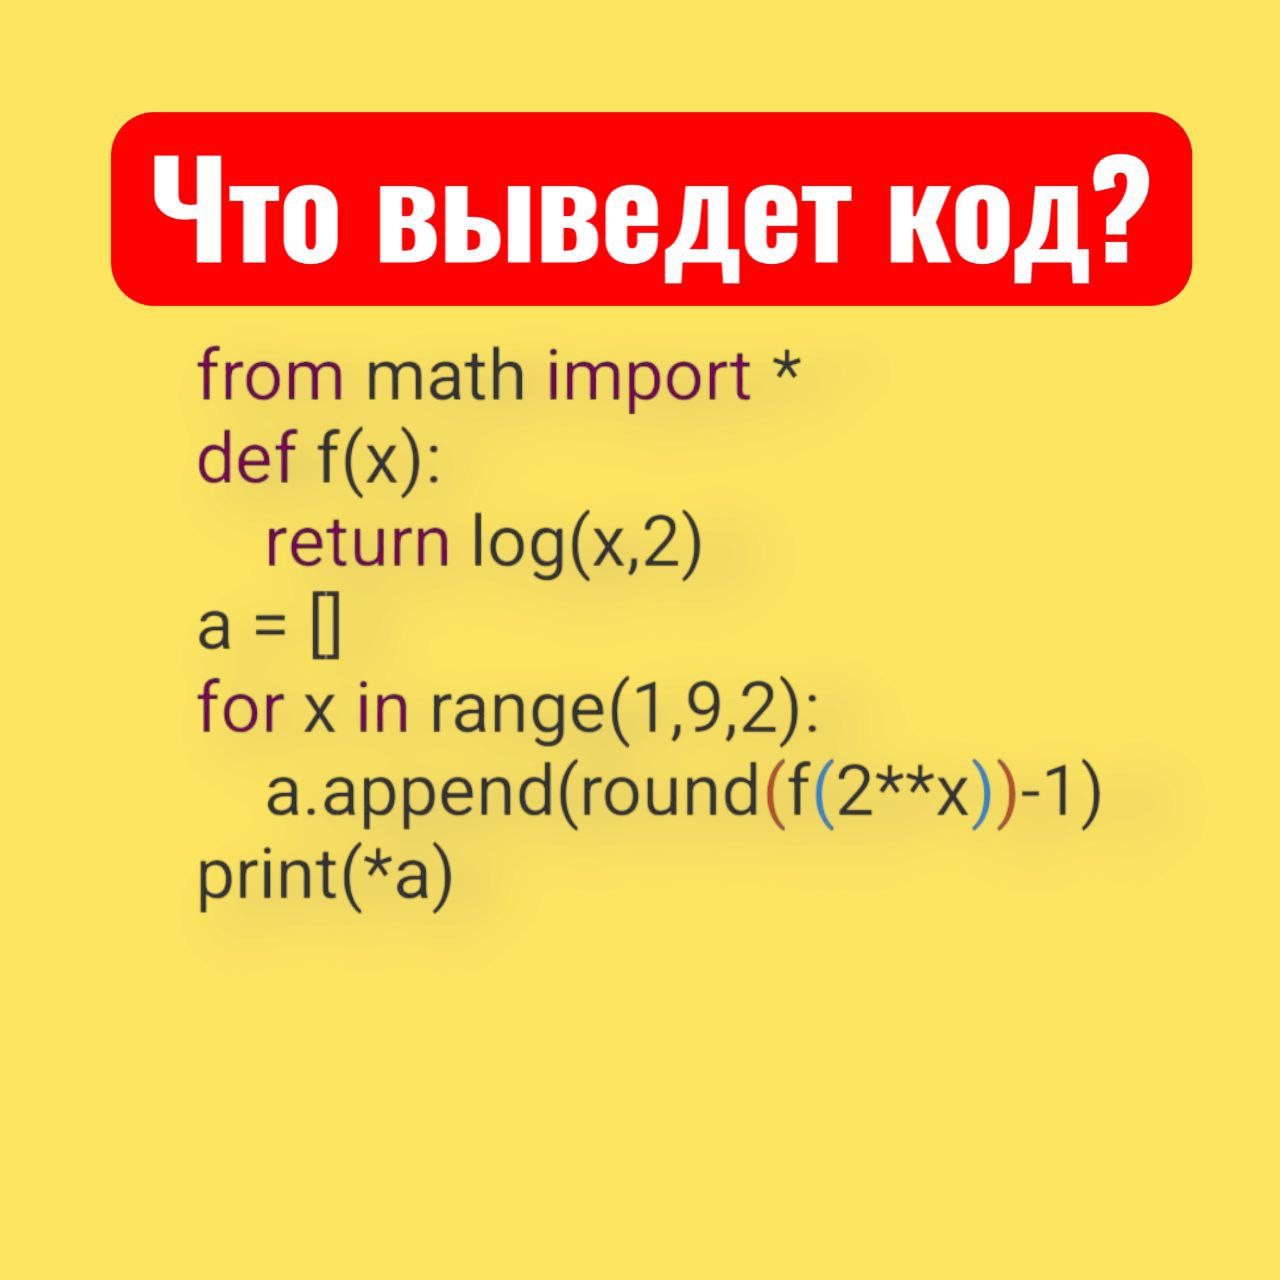 Что выведет код?
from math import *
def f(x):
    return log(x,2)
a = []
for x in range(1,9,2):
    a.append(round(f(2**x))-1)
print(*a)